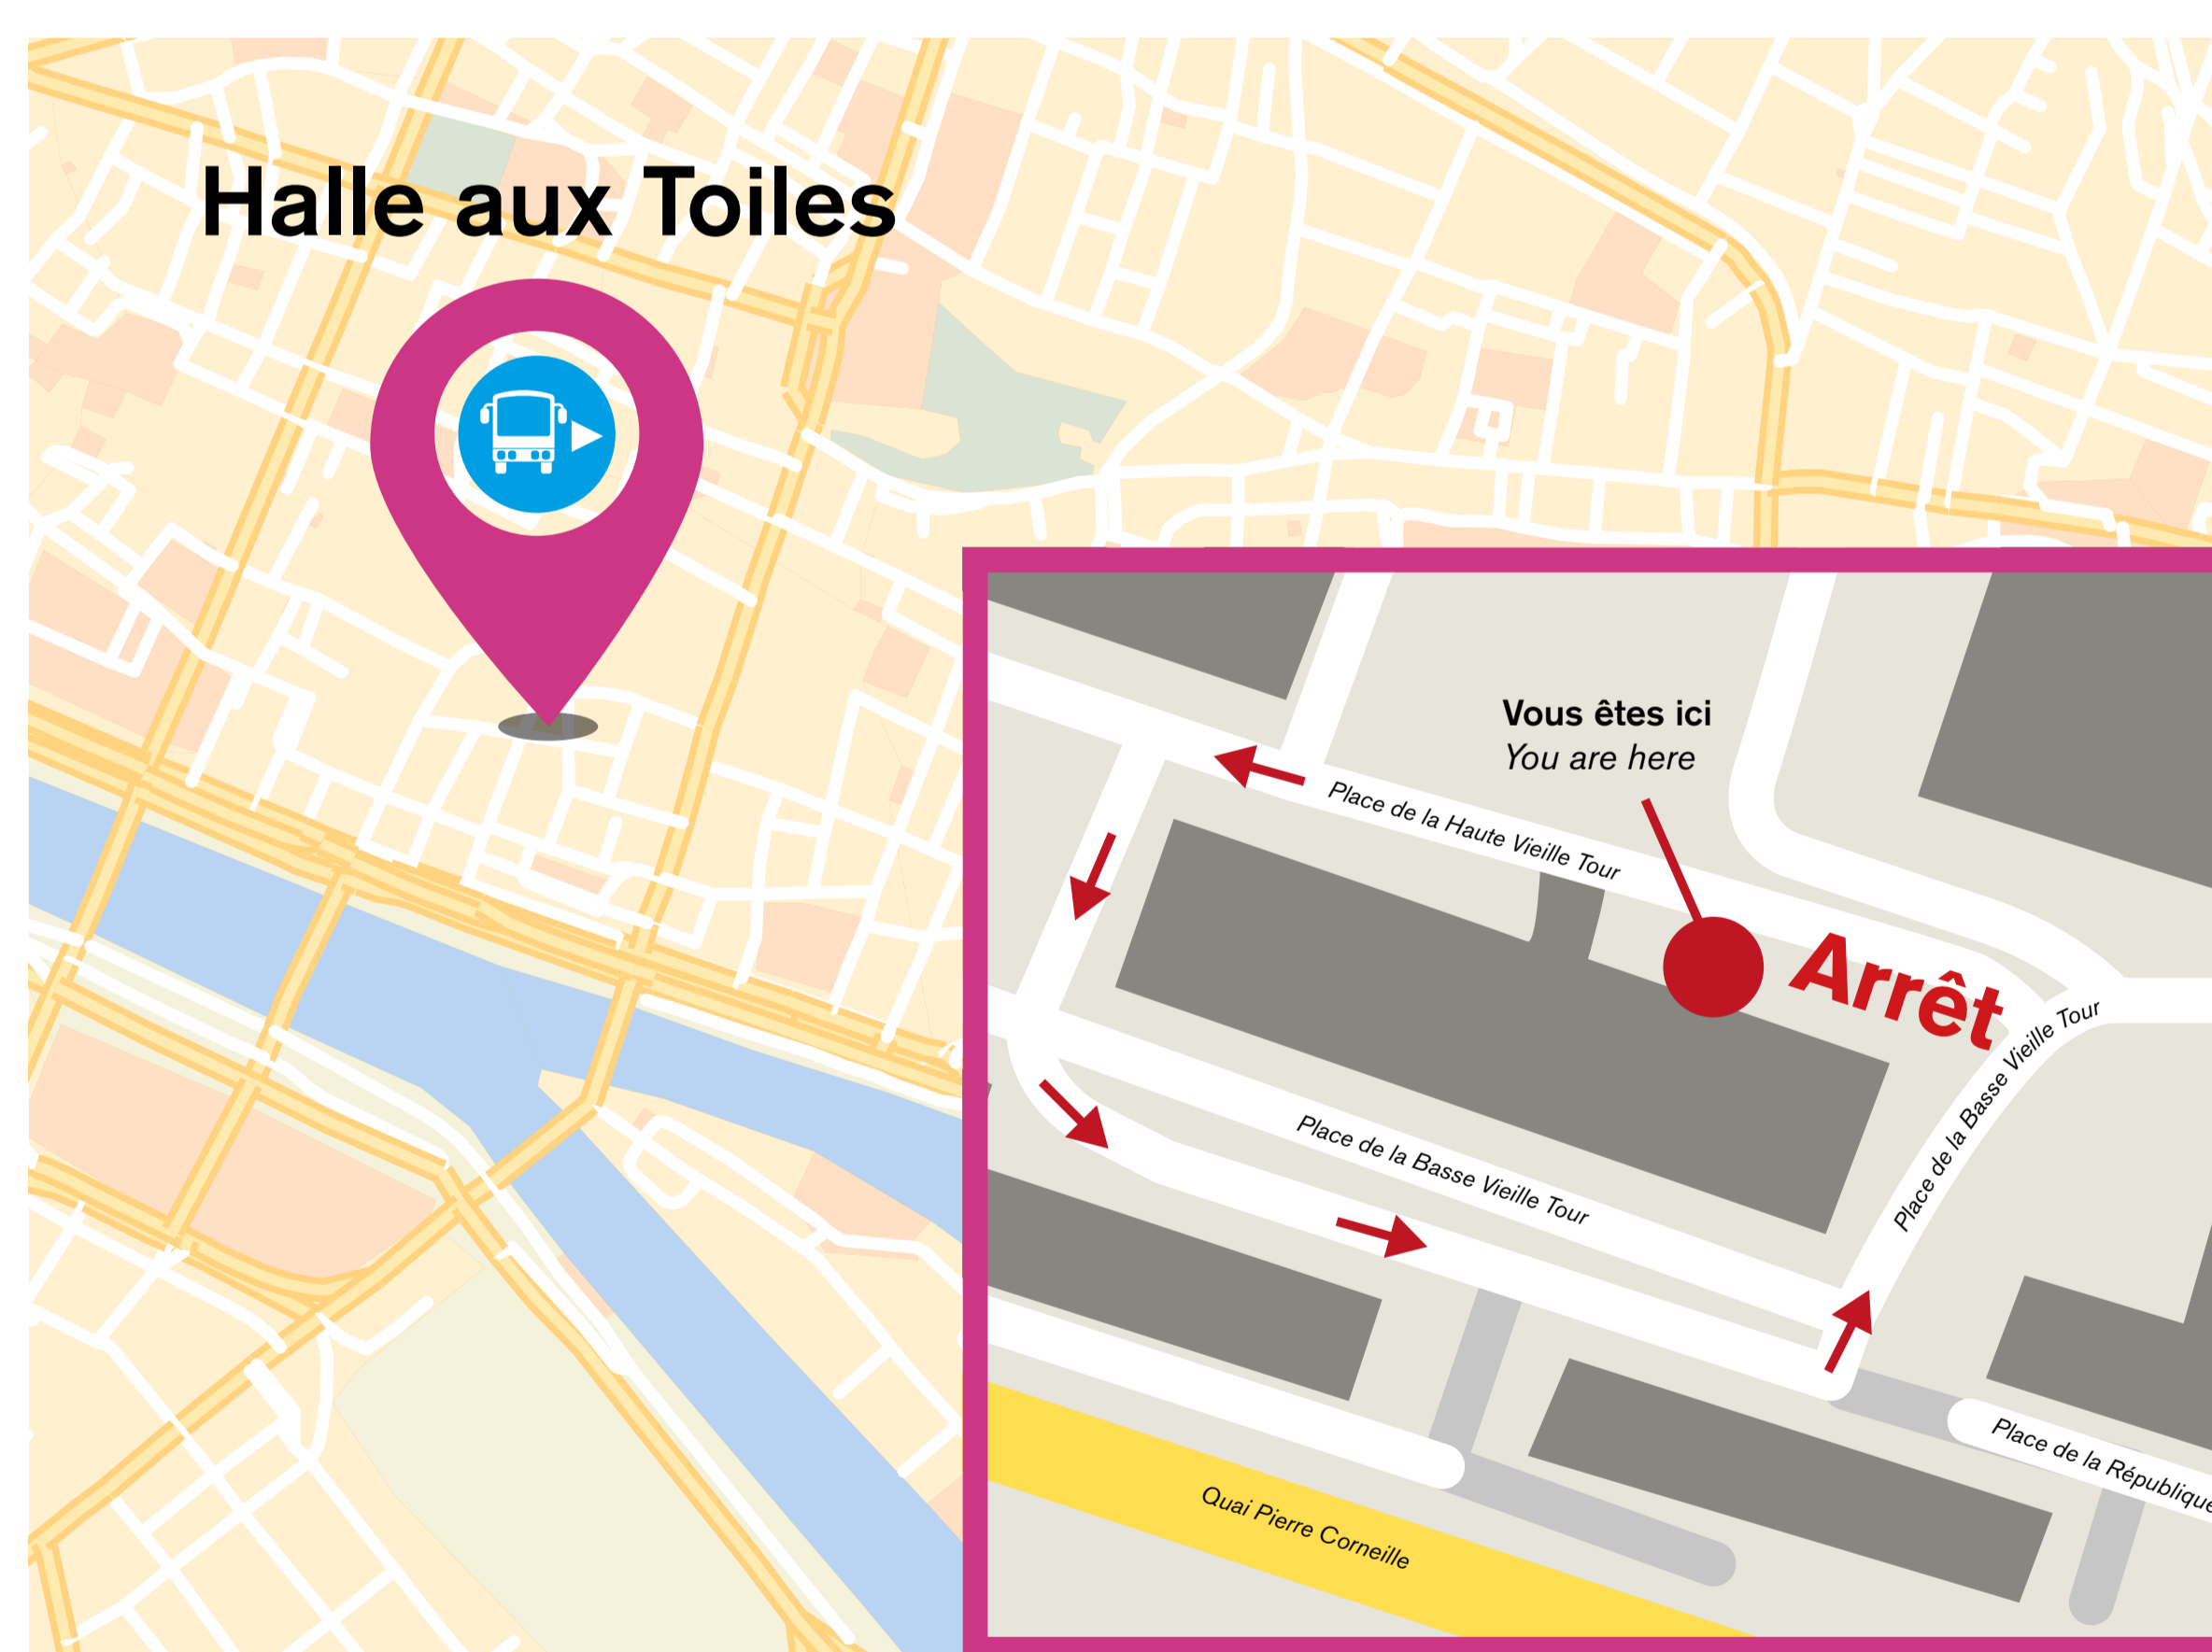 Halle aux Toiles
Vous êtes ici
You are here
Place de la Haute Vieille Tour
Arrêt
Place de la Basse Vieille Tour
Place de la Basse Vieille Tour
Place de la République
Quai Pierre Corneille